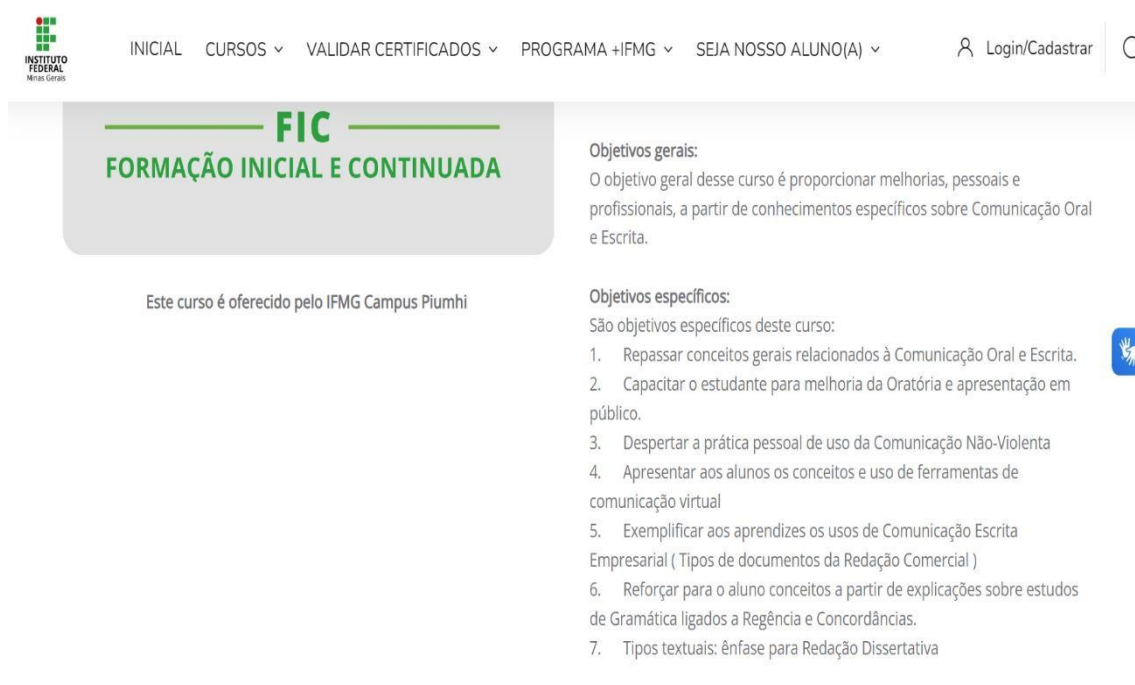 INSTITUTO
FEDERAL
Minas Gerais
INICIAL CURSOS VALIDAR CERTIFICADOS PROGRAMA +IFMG SEJA NOSSO ALUNO(A) Login/Cadastrar
FIC
FORMAÇÃO INICIAL E CONTINUADA
Este curso é oferecido pelo IFMG Campus Piumhi
Objetivos gerais:
O objetivo geral desse curso é proporcionar melhorias, pessoais e
profissionais, a partir de conhecimentos específicos sobre Comunicação Oral
e Escrita.
Objetivos específicos:
São objetivos específicos deste curso:
1. Repassar conceitos gerais relacionados à Comunicação Oral e Escrita.
2. Capacitar o estudante para melhoria da Oratória e apresentação em
público.
3. Despertar a prática pessoal de uso da Comunicação Não-Violenta
4. Apresentar aos alunos os conceitos e uso de ferramentas de
comunicação virtual
5. Exemplificar aos aprendizes os usos de Comunicação Escrita
Empresarial ( Tipos de documentos da Redação Comercial )
6. Reforçar para o aluno conceitos a partir de explicações sobre estudos
de Gramática ligados a Regência e Concordâncias.
7. Tipos textuais: ênfase para Redação Dissertativa